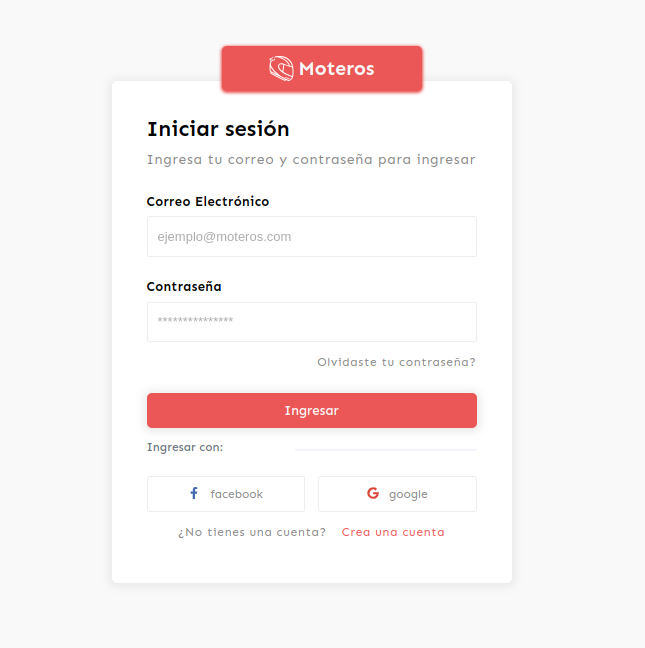 Moteros
Iniciar sesión
Ingresa tu correo y contraseña para ingresar
Correo Electrónico
ejemplo@moteros.com
Contraseña
***************
Olvidaste tu contraseña?
Ingresar
Ingresar con:
facebook google
¿No tienes una cuenta? Crea una cuenta